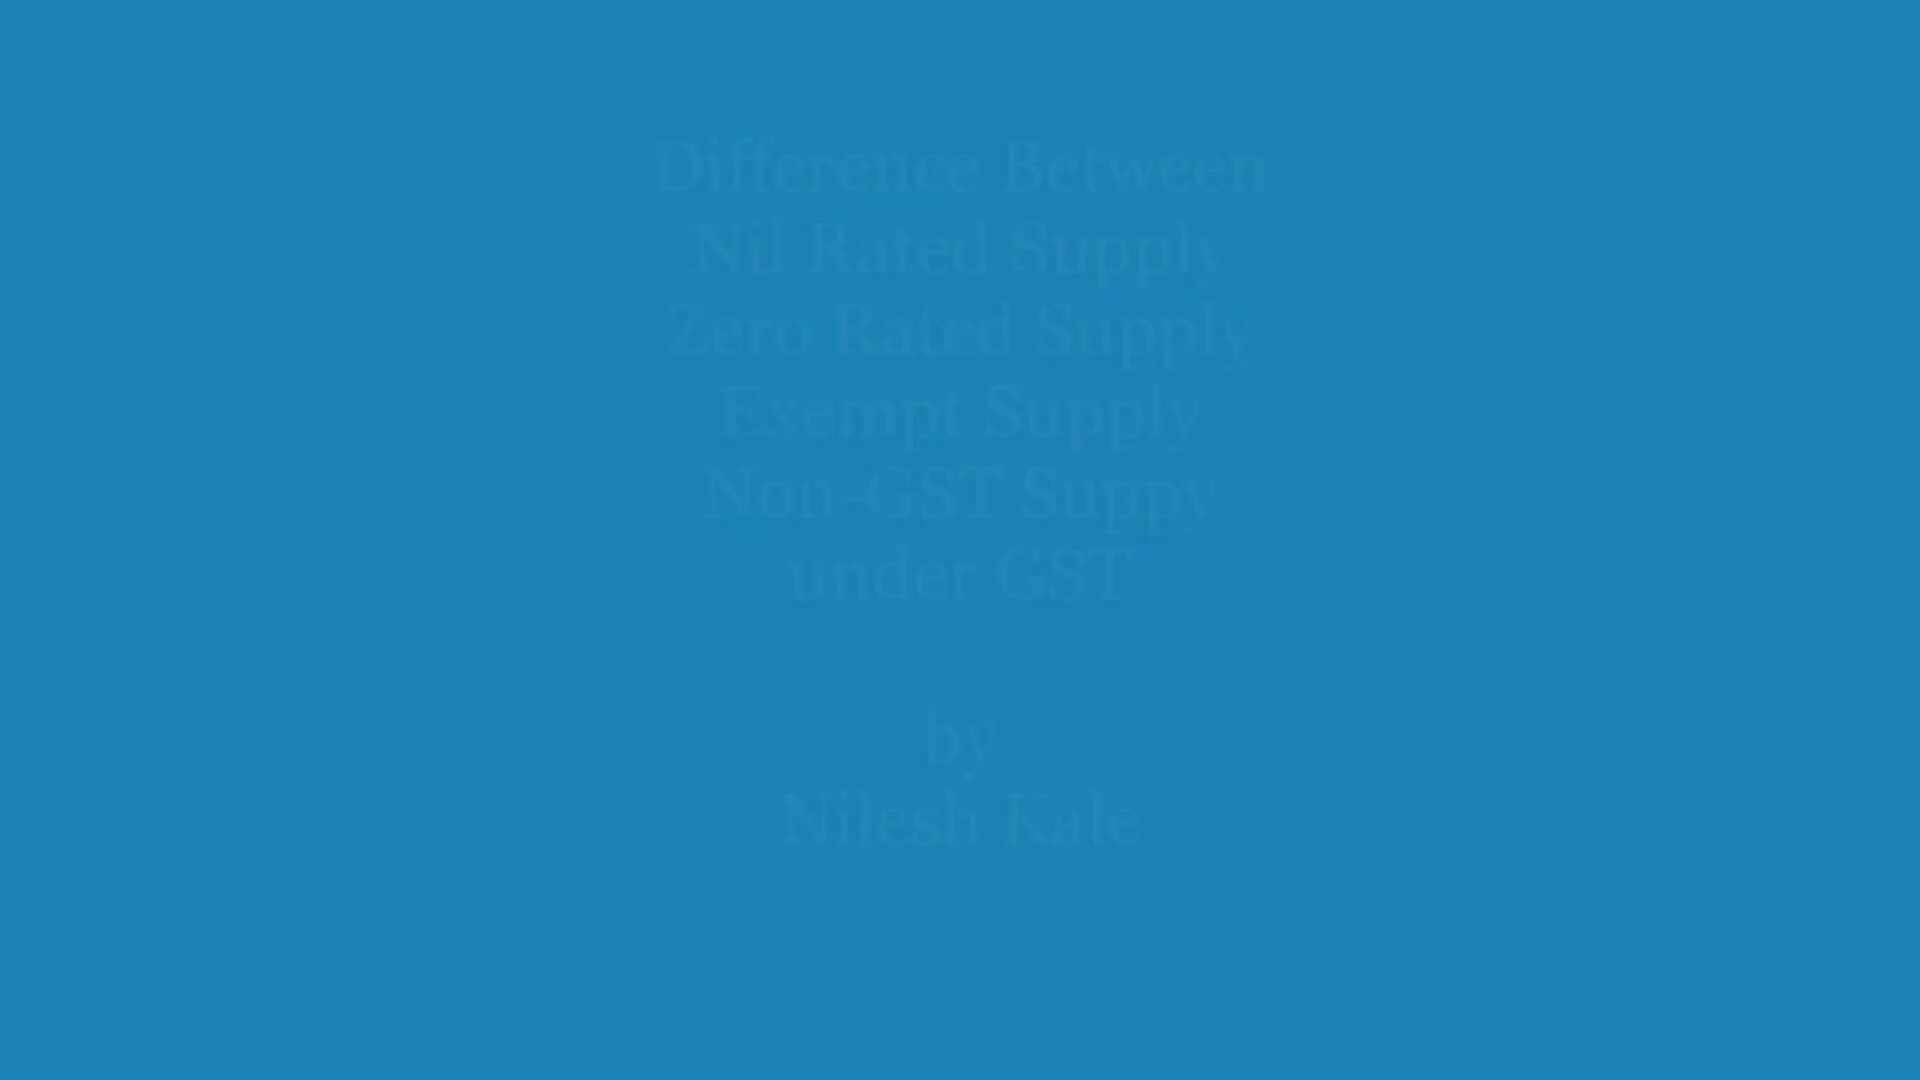 Difference Between
Nil Rated Supply
Zero Rated Supply
Exempt Supply
Non-GST Suppy
under GST
by
Nilesh Kale